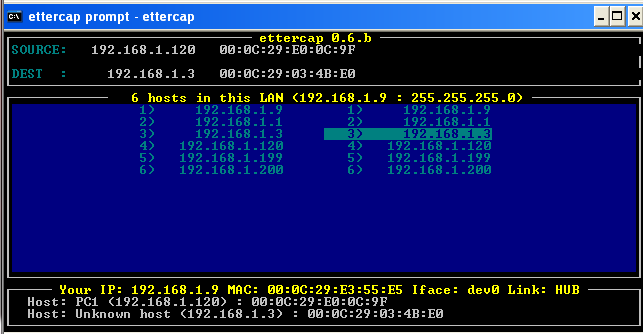 ettercap prompt - ettercap
ettercap 0.6.b
SOURCE: 192.168.1.120 00:0C:29:E0:0C:9F
DEST : 192.168.1.3 00:0C:29:03:4B:E0
6 hosts in this LAN (192.168.1.9 : 255.255.255.0)
1) 192.168.1.9 1) 192.168.1.9
2) 192.168.1.1 2) 192.168.1.1
3) 192.168.1.3 3) 192.168.1.3
4) 192.168.1.120 4) 192.168.1.120
5) 192.168.1.199 5) 192.168.1.199
6) 192.168.1.200 6) 192.168.1.200
Your IP: 192.168.1.9 MAC: 00:0C:29:E3:55:E5 Iface: dev0 Link: HUB
Host: PC1 (192.168.1.120) : 00:0C:29:E0:0C:9F
Host: Unknown host (192.168.1.3) : 00:0C:29:03:4B:E0